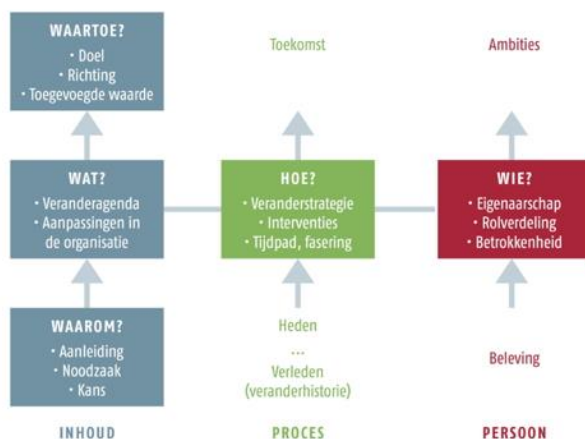 WAARTOE?
• Doel
• Richting
• Toegevoegde waarde
Toekomst
Ambities
WAT?
• Veranderagenda
• Aanpassingen in
de organisatie
HOE?
• Veranderstrategie
• Interventies
• Tijdpad, fasering
WIE?
• Eigenaarschap
• Rolverdeling
• Betrokkenheid
WAAROM?
• Aanleiding
• Noodzaak
• Kans
Heden
...
Verleden
(veranderhistorie)
Beleving
INHOUD
PROCES
PERSOON